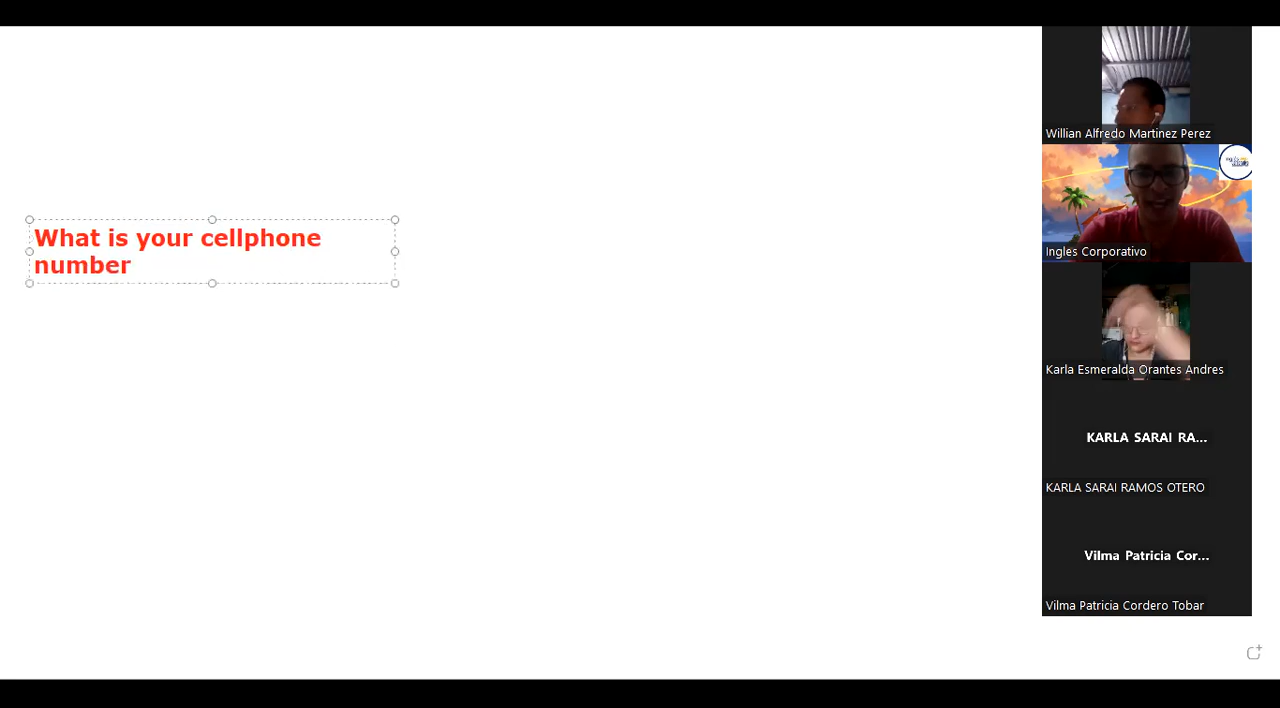 What is your cellphone
number
Willian Alfredo Martinez Perez
Ingles Corporativo
Karla Esmeralda Orantes Andres
KARLA SARAI RA...
KARLA SARAI RAMOS OTERO
Vilma Patricia Cor...
Vilma Patricia Cordero Tobar